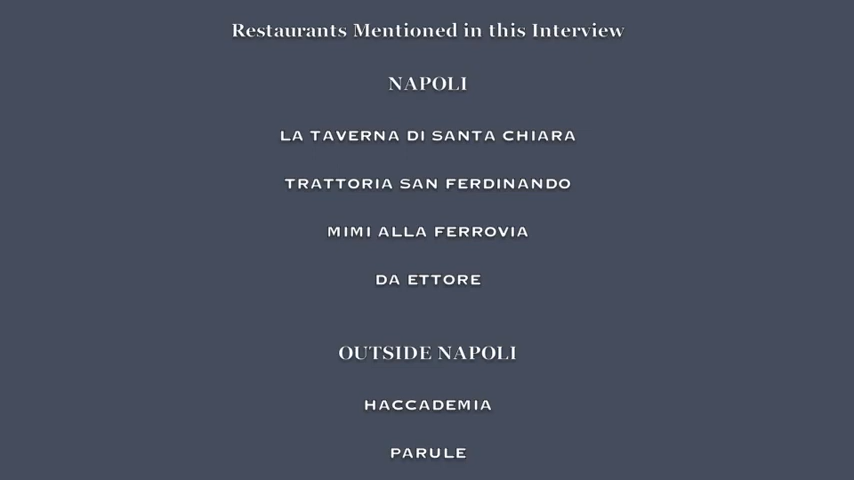 Restaurants Mentioned in this Interview
NAPOLI
LA TAVERNA DI SANTA CHIARA
TRATTORIA SAN FERDINANDO
MIMI ALLA FERROVIA
DA ETTORE
OUTSIDE NAPOLI
HACCADEMIA
PARULE